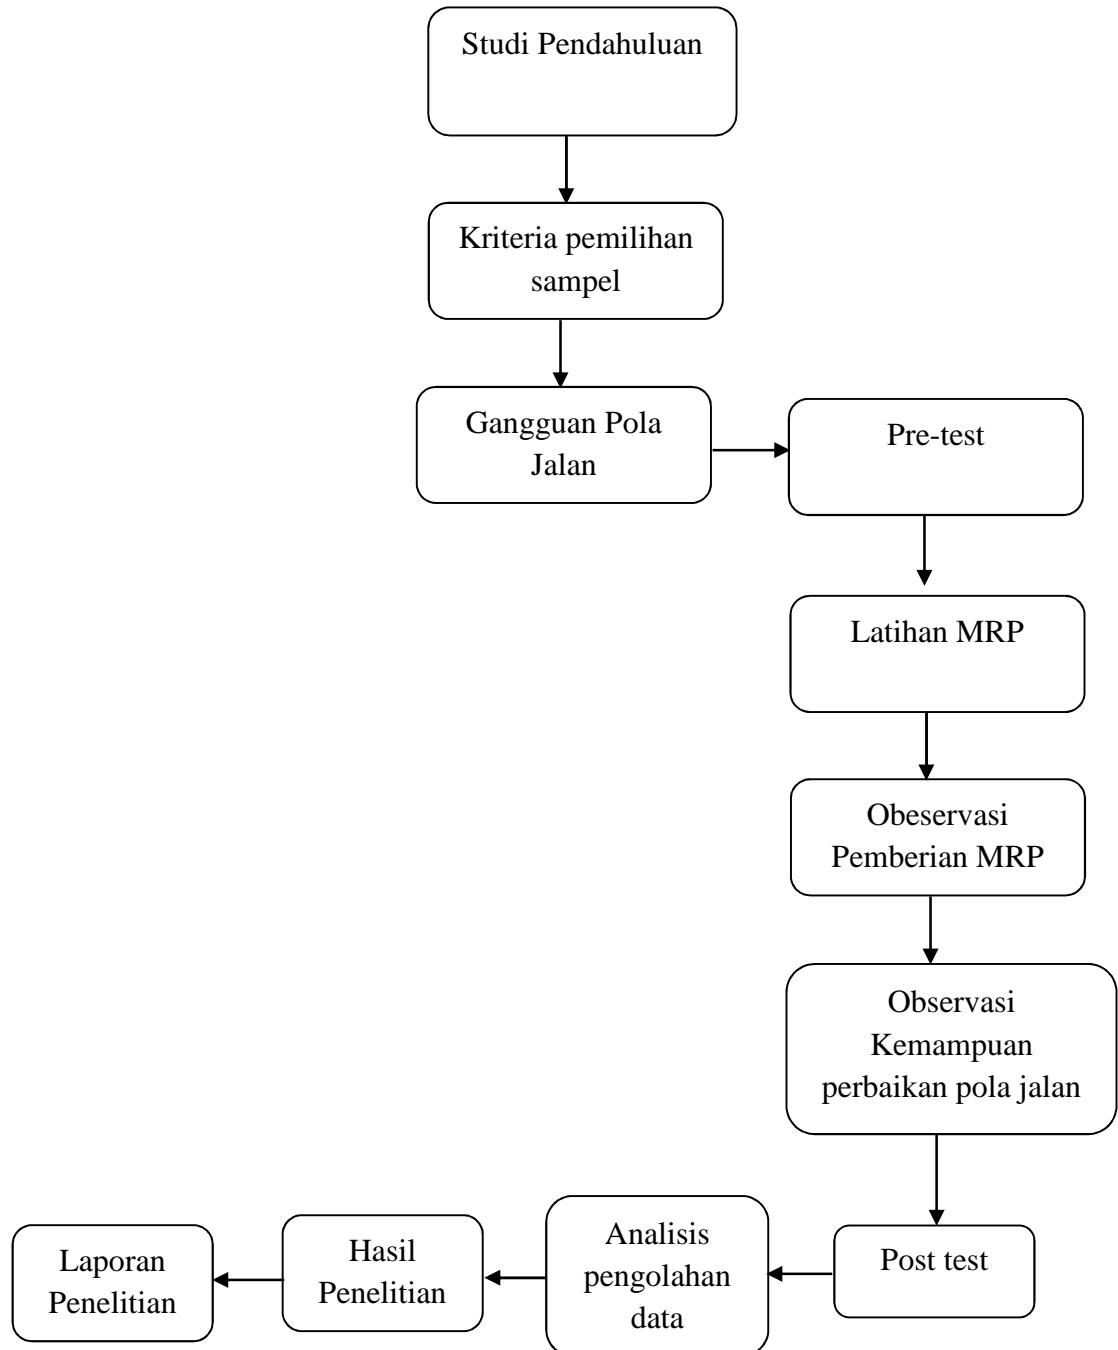 Studi Pendahuluan
Kriteria pemilihan
sampel
Gangguan Pola
Jalan
Pre-test
Latihan MRP
Obeservasi
Pemberian MRP
Observasi
Kemampuan
perbaikan pola jalan
Post test
Analisis
pengolahan
data
Hasil
Penelitian
Laporan
Penelitian